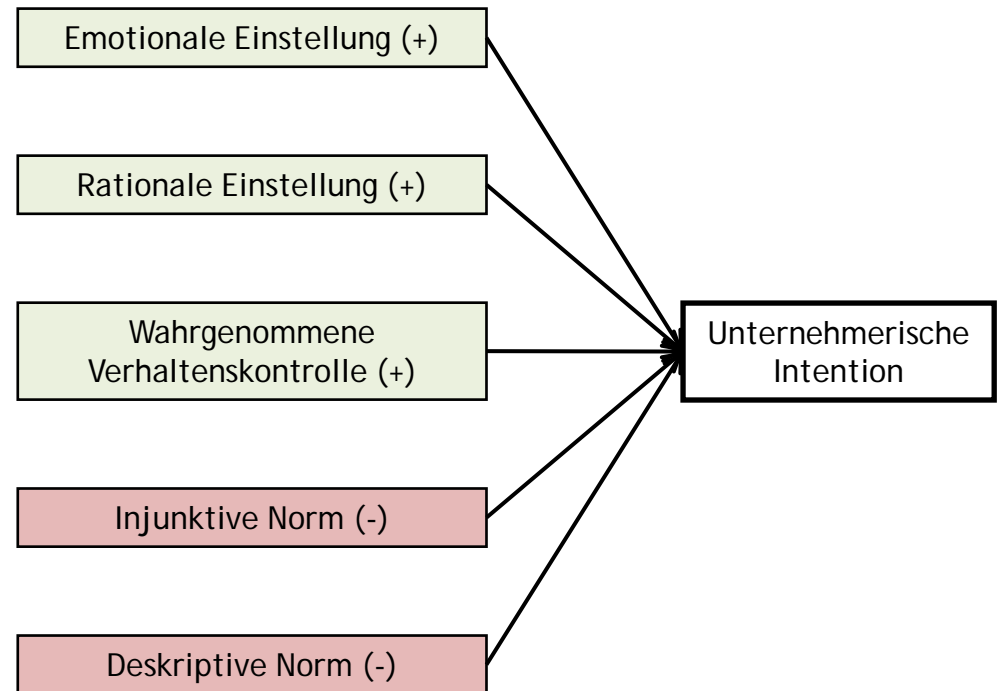 Emotionale Einstellung (+)
Rationale Einstellung (+)
Wahrgenommene
Verhaltenskontrolle (+)
Unternehmerische
Intention
Injunktive Norm (-)
Deskriptive Norm (-)